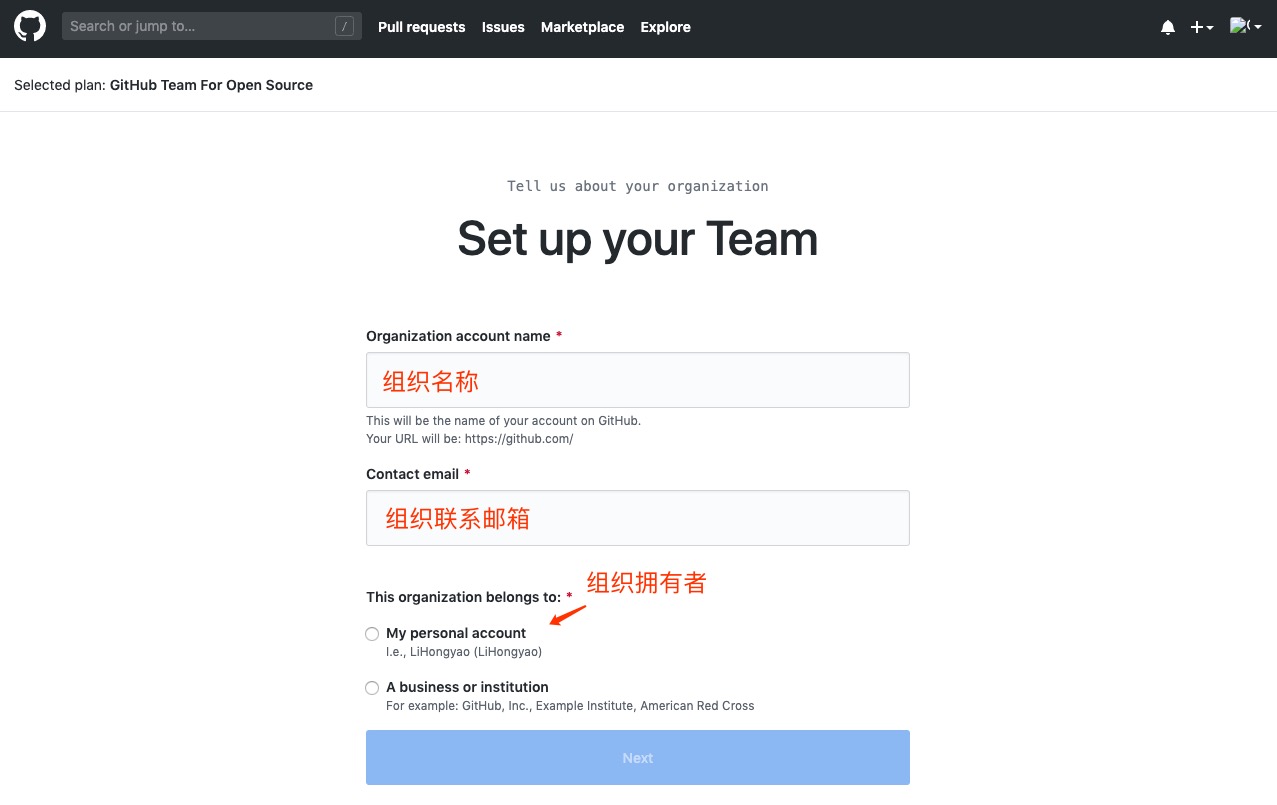 Search or jump to... /
Pull requests Issues Marketplace Explore
Selected plan: GitHub Team For Open Source
Tell us about your organization
Set up your Team
Organization account name *
组织名称
This will be the name of your account on GitHub.
Your URL will be: https://github.com/
Contact email *
组织联系邮箱
组织拥有者
This organization belongs to: *
My personal account
I.e., LiHongyao (LiHongyao)
A business or institution
For example: GitHub, Inc., Example Institute, American Red Cross
Next